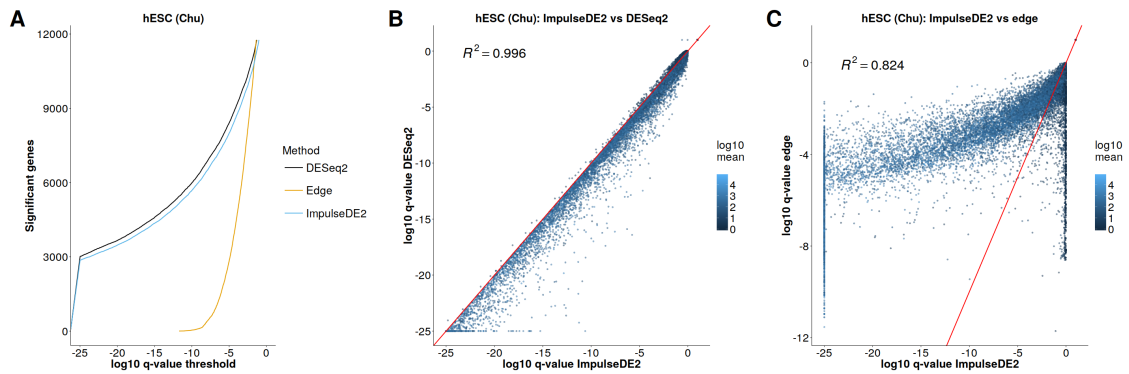 A
hESC (Chu)
Significant genes
12000
9000
6000
3000
0
-25
-20
-15
-10
-5
0
log10 q-value threshold
Method
DESeq2
Edge
ImpulseDE2
B
hESC (Chu): ImpulseDE2 vs DESeq2
R² = 0.996
log10 q-value DESeq2
0
-5
-10
-15
-20
-25
-25
-20
-15
-10
-5
0
log10 q-value ImpulseDE2
log10
mean
4
3
2
1
0
C
hESC (Chu): ImpulseDE2 vs edge
R² = 0.824
log10 q-value edge
0
-4
-8
-12
-25
-20
-15
-10
-5
0
log10 q-value ImpulseDE2
log10
mean
4
3
2
1
0